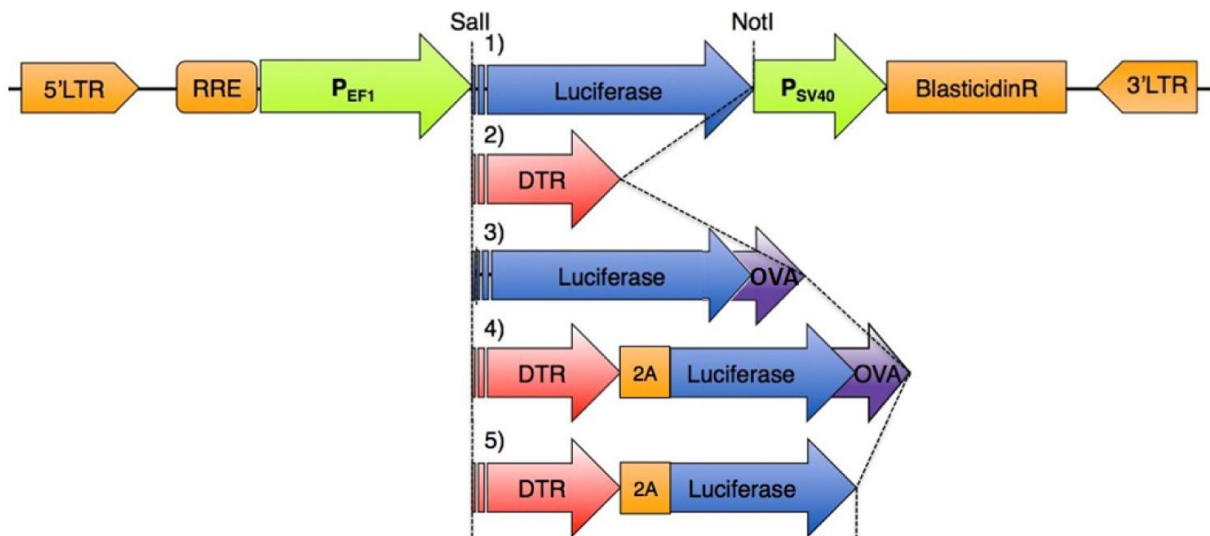 SalI NotI
1)
5'LTR RRE PEF1 Luciferase PSV40 BlasticidinR 3'LTR
2)
DTR
3)
Luciferase OVA
4)
DTR 2A Luciferase OVA
5)
DTR 2A Luciferase